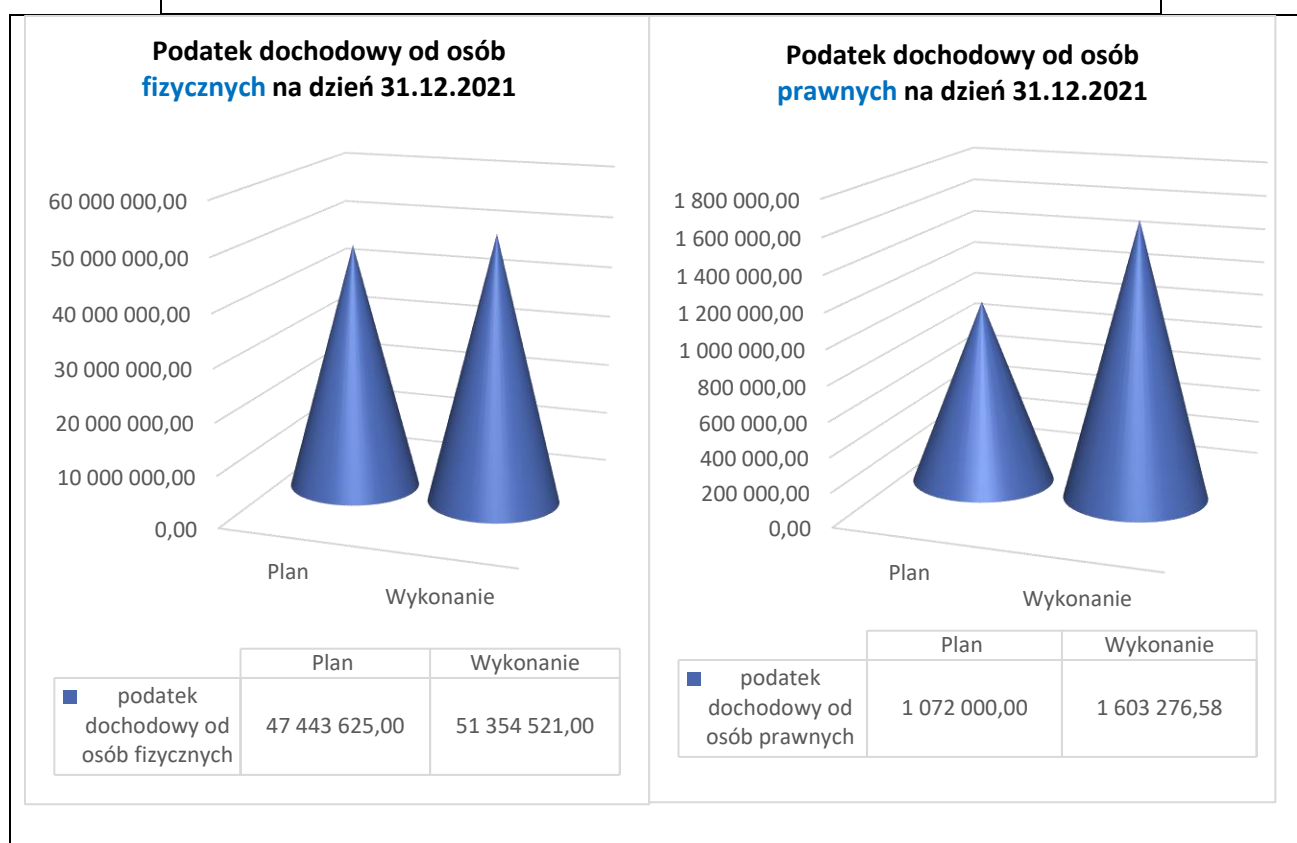 Podatek dochodowy od osób
fizycznych na dzień 31.12.2021
60 000 000,00
50 000 000,00
40 000 000,00
30 000 000,00
20 000 000,00
10 000 000,00
0,00
Plan
Wykonanie
Plan Wykonanie
podatek
dochodowy od
osób fizycznych
47 443 625,00 51 354 521,00
Podatek dochodowy od osób
prawnych na dzień 31.12.2021
1 800 000,00
1 600 000,00
1 400 000,00
1 200 000,00
1 000 000,00
800 000,00
600 000,00
400 000,00
200 000,00
0,00
Plan
Wykonanie
Plan Wykonanie
podatek
dochodowy od
osób prawnych
1 072 000,00 1 603 276,58